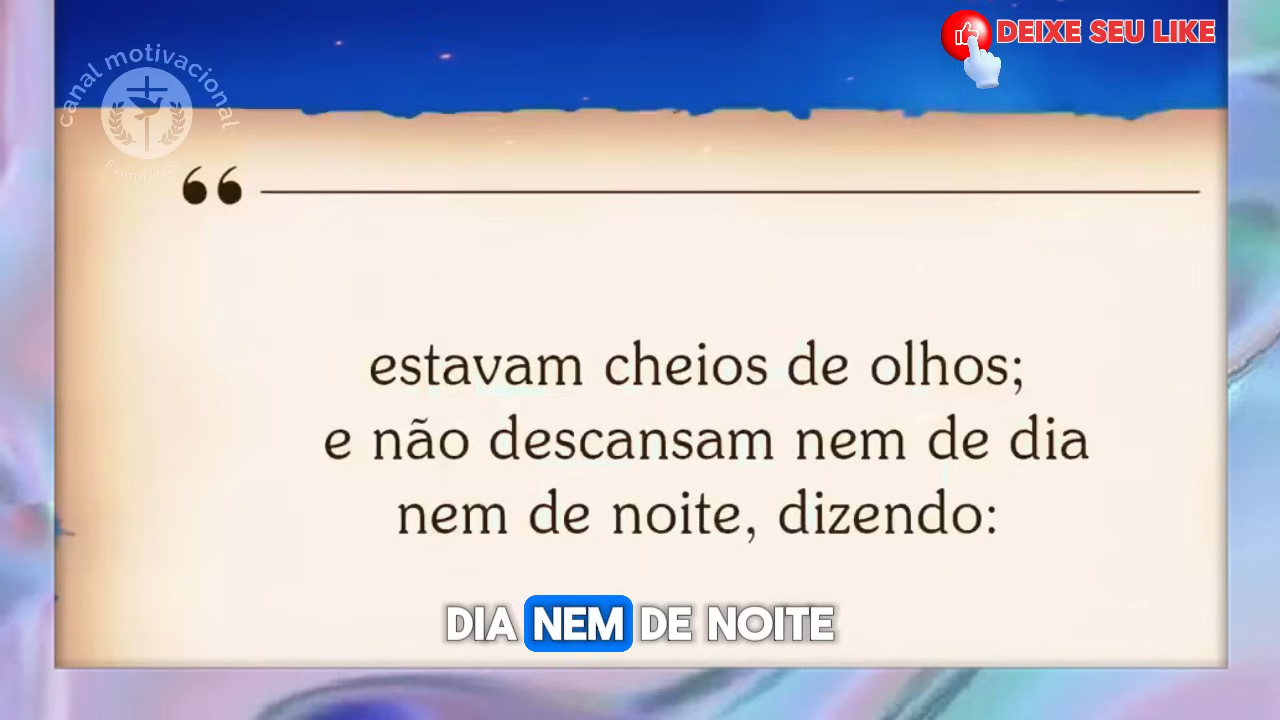 DEIXE SEU LIKE
canal motivacional
Evangélico
“
estavam cheios de olhos;
e não descansam nem de dia
nem de noite, dizendo:
DIA NEM DE NOITE